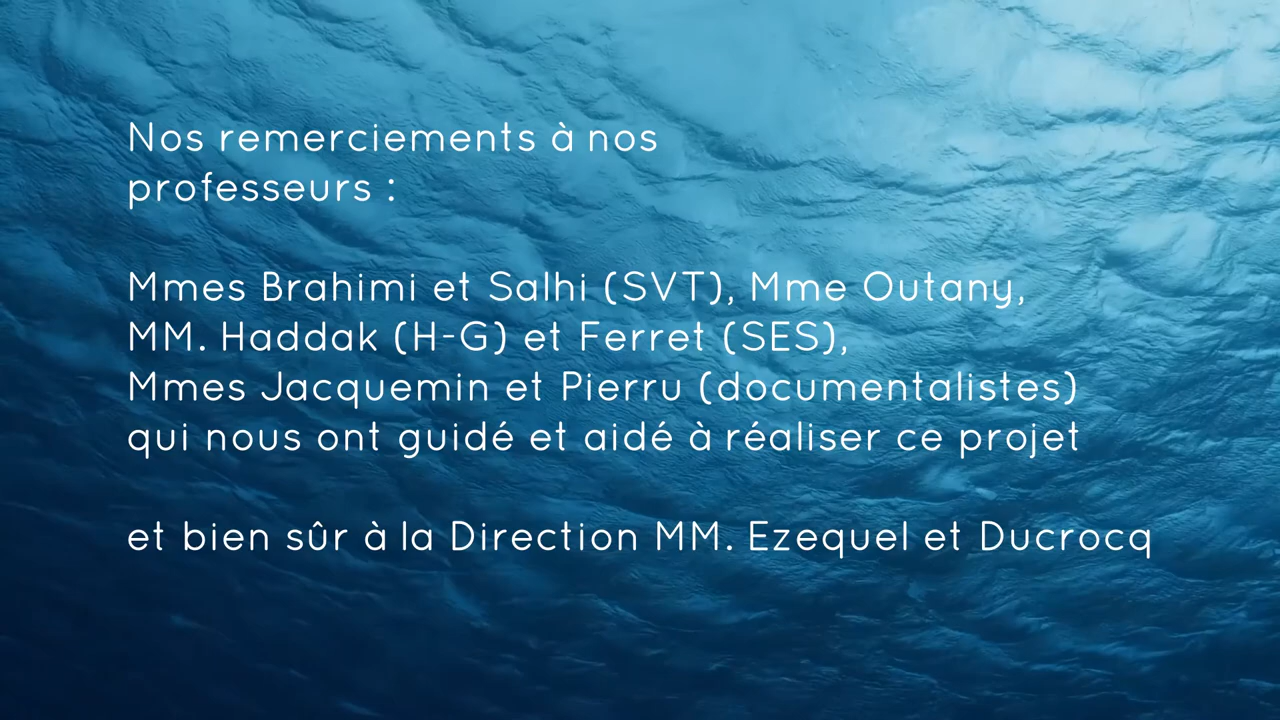 Nos remerciements à nos
professeurs :
Mmes Brahimi et Salhi (SVT), Mme Outany,
MM. Haddak (H-G) et Ferret (SES),
Mmes Jacquemin et Pierru (documentalistes)
qui nous ont guidé et aidé à réaliser ce projet
et bien sûr à la Direction MM. Ezequel et Ducrocq